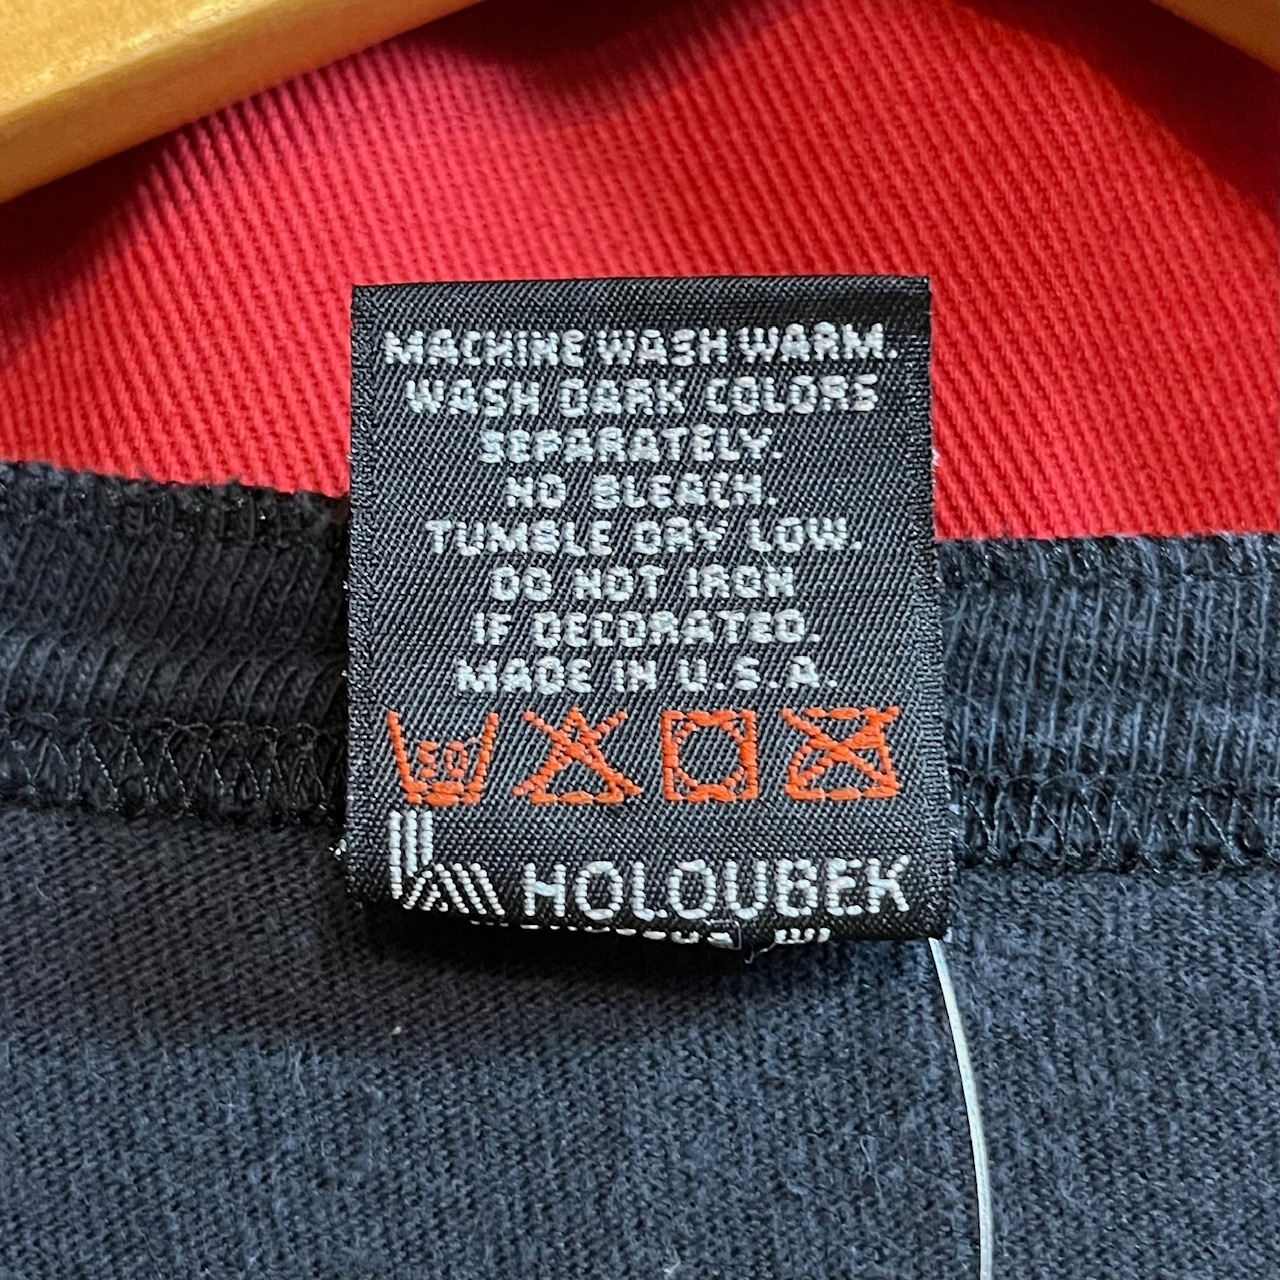 MACHINE WASH WARM.
WASH DARK COLORS
SEPARATELY.
NO BLEACH.
TUMBLE DRY LOW.
DO NOT IRON
IF DECORATED.
MADE IN U.S.A.
50
HOLOUBEK